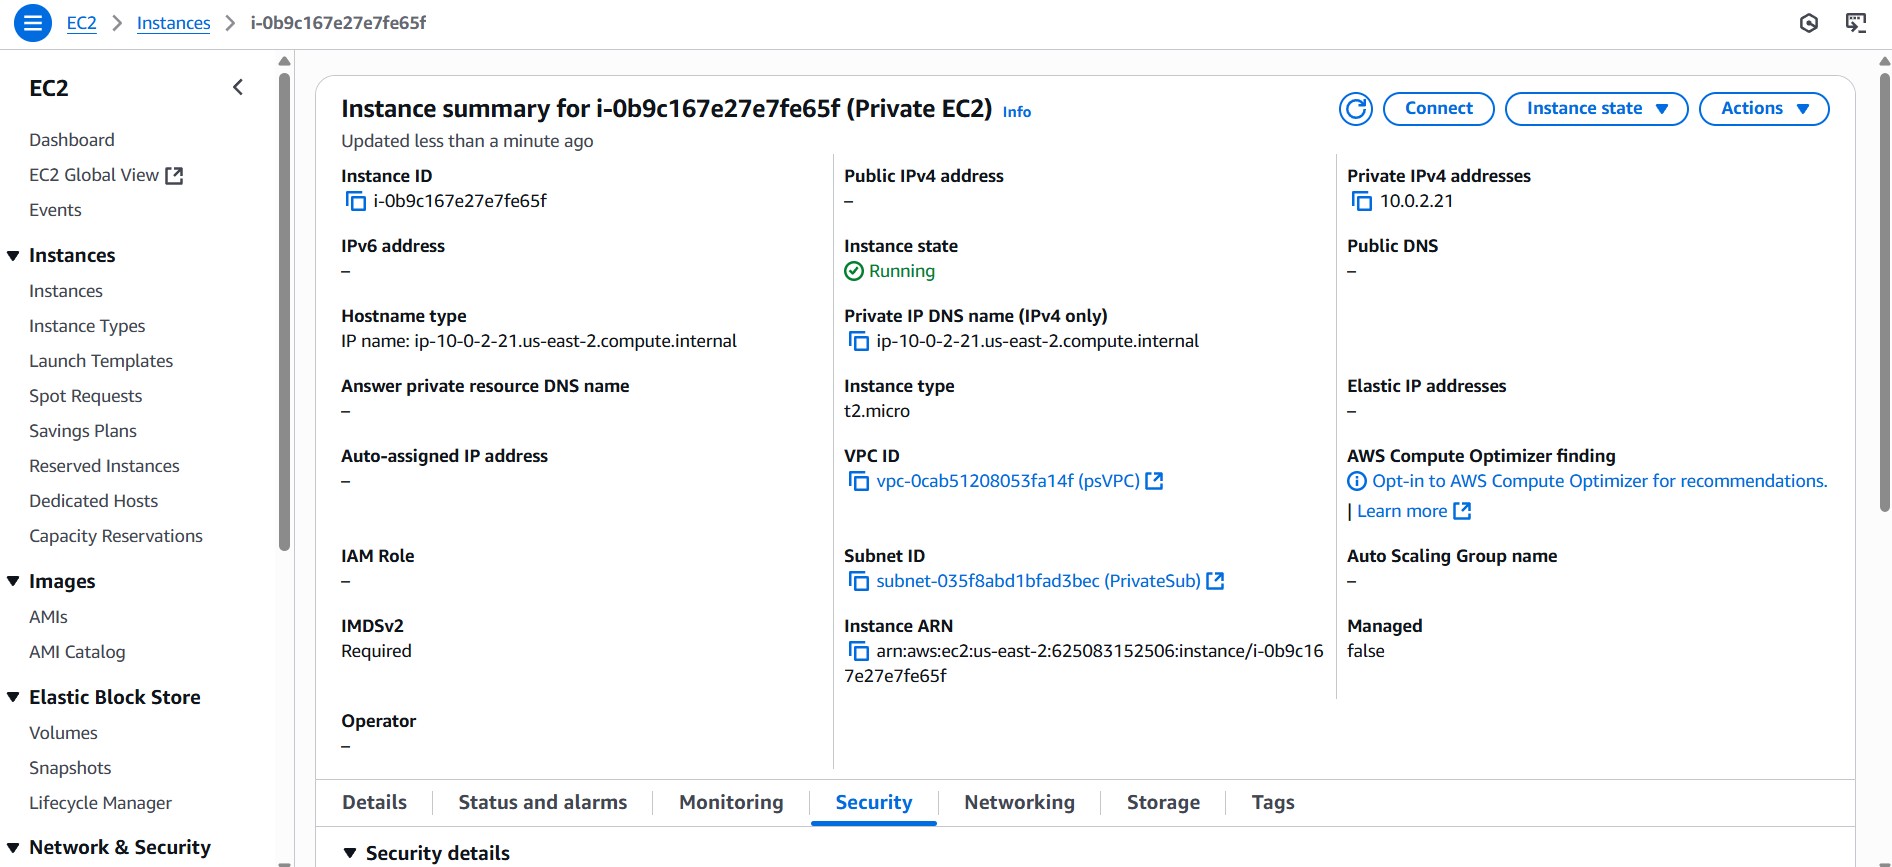 EC2 > Instances > i-0b9c167e27e7fe65f
EC2
Dashboard
EC2 Global View
Events
Instances
Instances
Instance Types
Launch Templates
Spot Requests
Savings Plans
Reserved Instances
Dedicated Hosts
Capacity Reservations
Images
AMIs
AMI Catalog
Elastic Block Store
Volumes
Snapshots
Lifecycle Manager
Network & Security
Instance summary for i-0b9c167e27e7fe65f (Private EC2) Info
Connect
Instance state
Actions
Updated less than a minute ago
Instance ID
i-0b9c167e27e7fe65f
Public IPv4 address
–
Private IPv4 addresses
10.0.2.21
IPv6 address
–
Instance state
Running
Public DNS
–
Hostname type
IP name: ip-10-0-2-21.us-east-2.compute.internal
Private IP DNS name (IPv4 only)
ip-10-0-2-21.us-east-2.compute.internal
Answer private resource DNS name
–
Instance type
t2.micro
Elastic IP addresses
–
Auto-assigned IP address
–
VPC ID
vpc-0cab51208053fa14f (psVPC)
AWS Compute Optimizer finding
Opt-in to AWS Compute Optimizer for recommendations.
| Learn more
IAM Role
–
Subnet ID
subnet-035f8abd1bfad3bec (PrivateSub)
Auto Scaling Group name
–
IMDSv2
Required
Instance ARN
arn:aws:ec2:us-east-2:625083152506:instance/i-0b9c16
7e27e7fe65f
Managed
false
Operator
–
Details
Status and alarms
Monitoring
Security
Networking
Storage
Tags
Security details